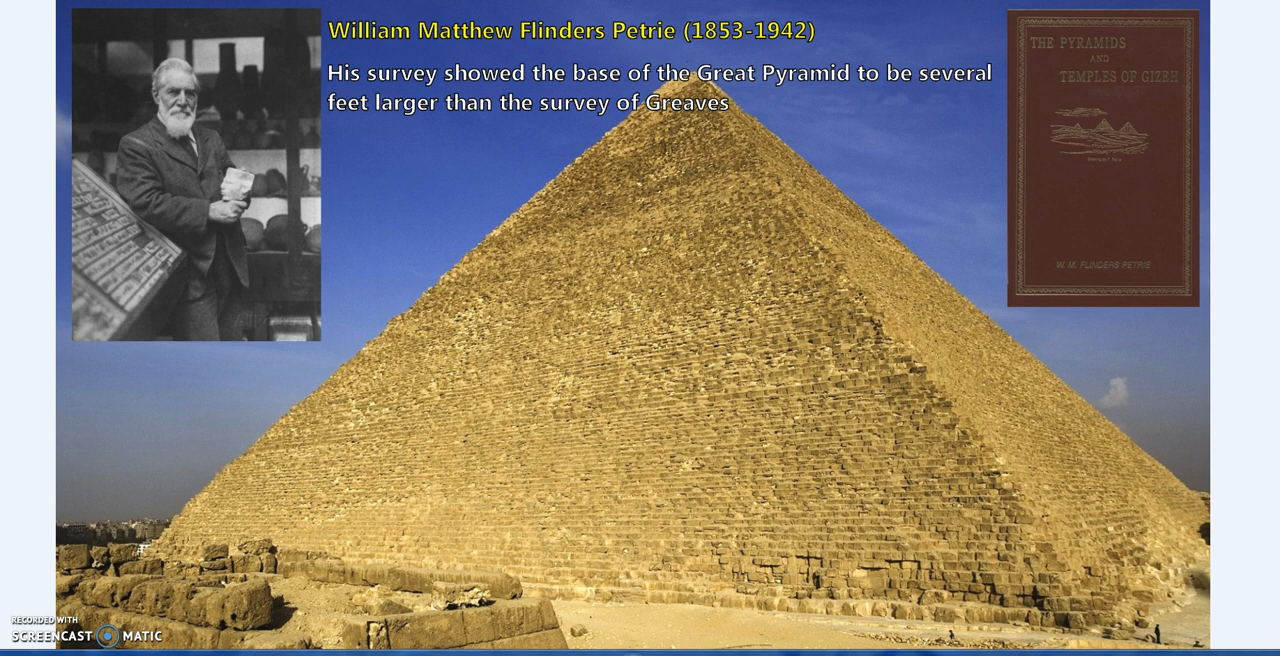 William Matthew Flinders Petrie (1853-1942)
His survey showed the base of the Great Pyramid to be several
feet larger than the survey of Greaves
THE PYRAMIDS
AND
TEMPLES OF GIZEH
W. M. FLINDERS PETRIE
RECORDED WITH
SCREENCAST MATIC